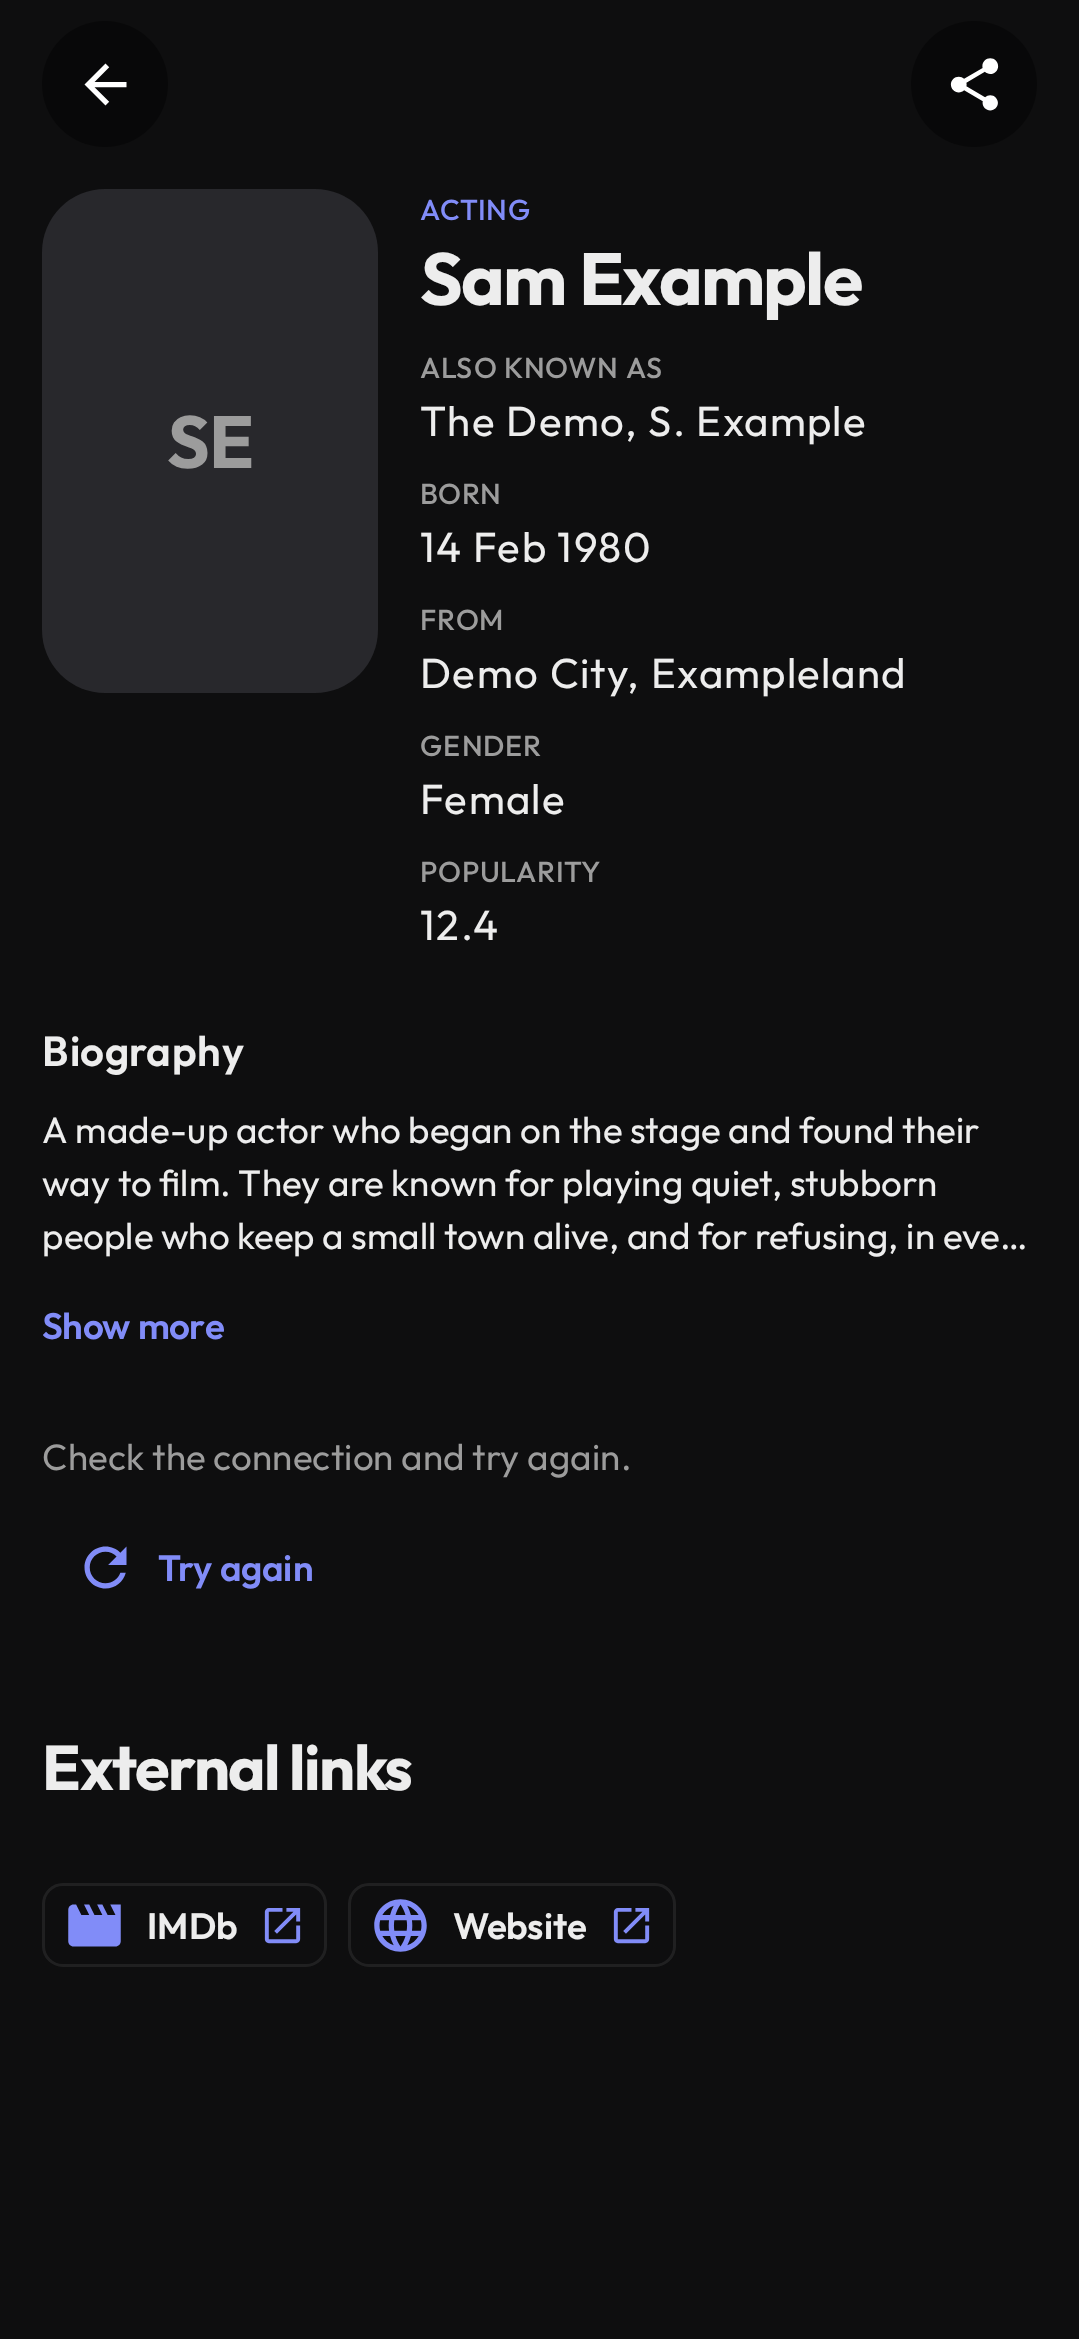 ACTING
Sam Example
SE
ALSO KNOWN AS
The Demo, S. Example
BORN
14 Feb 1980
FROM
Demo City, Exampleland
GENDER
Female
POPULARITY
12.4
Biography
A made-up actor who began on the stage and found their
way to film. They are known for playing quiet, stubborn
people who keep a small town alive, and for refusing, in eve…
Show more
Check the connection and try again.
Try again
External links
IMDb
Website